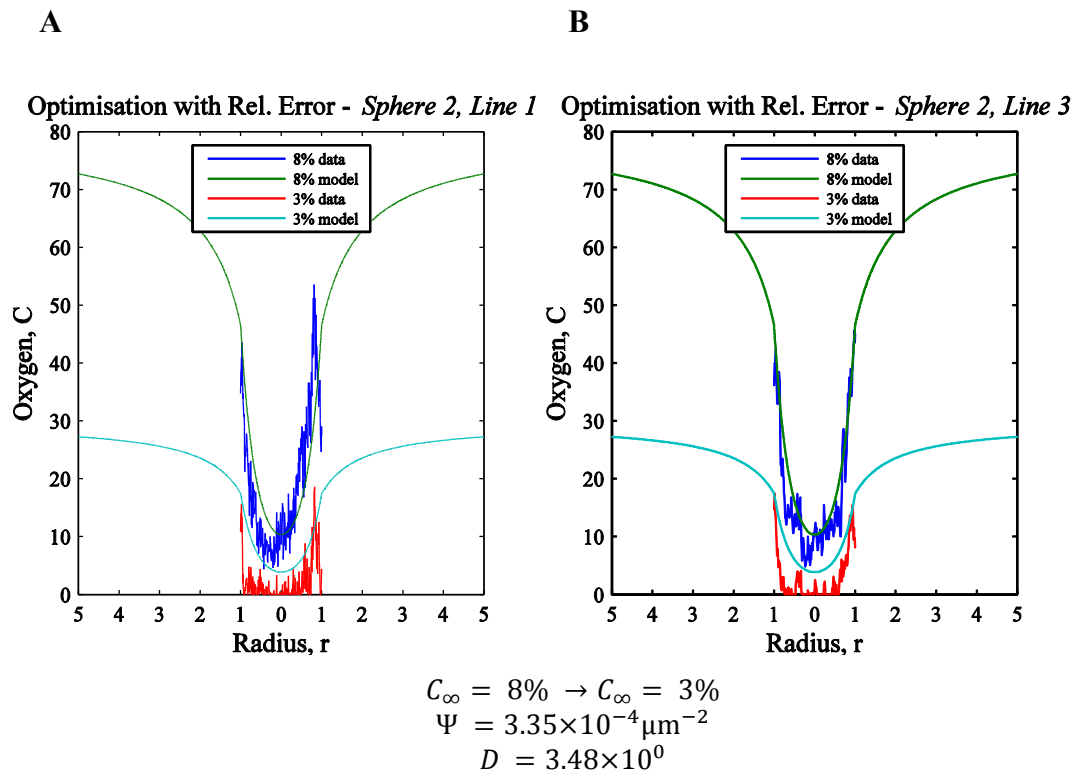 A
B
Optimisation with Rel. Error - Sphere 2, Line 1
80
70
60
50
40
30
20
10
0
Oxygen, C
8% data
8% model
3% data
3% model
5 4 3 2 1 0 1 2 3 4 5
Radius, r
Optimisation with Rel. Error - Sphere 2, Line 3
80
70
60
50
40
30
20
10
0
Oxygen, C
8% data
8% model
3% data
3% model
5 4 3 2 1 0 1 2 3 4 5
Radius, r
C∞ = 8% → C∞ = 3%
Ψ = 3.35×10⁻⁴μm⁻²
D = 3.48×10⁰